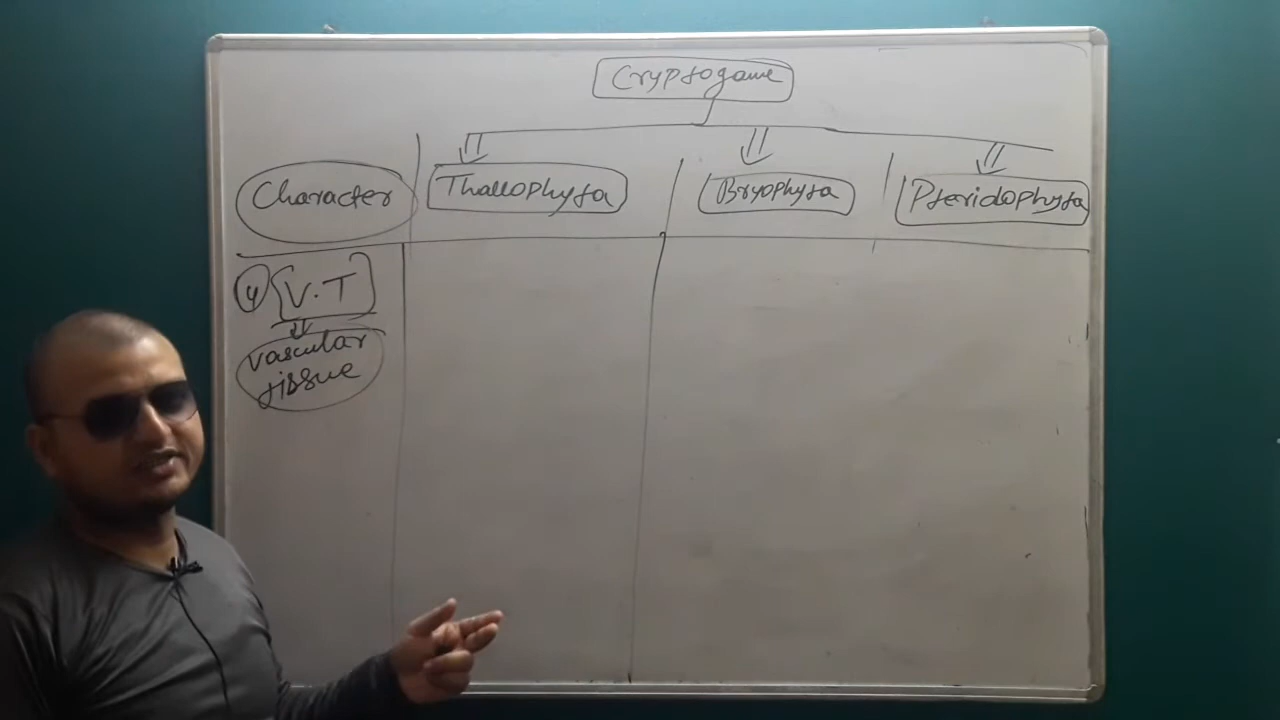 Cryptogame
Character Thallophyta Bryophyta Pteridophyta
4 V.T
vascular
tissue